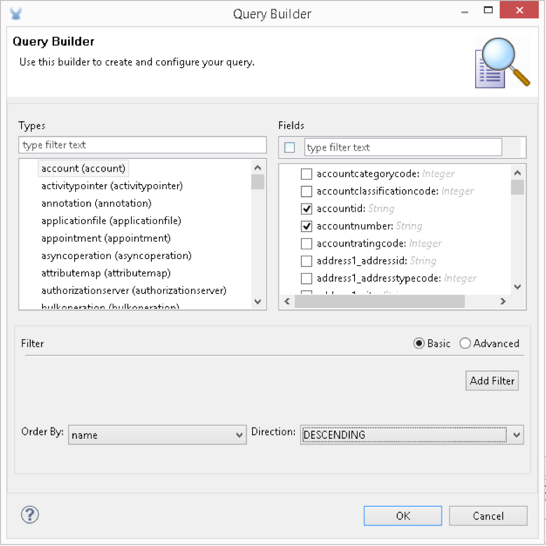 Query Builder
Query Builder
Use this builder to create and configure your query.
Types
Fields
type filter text
type filter text
account (account)
activitypointer (activitypointer)
annotation (annotation)
applicationfile (applicationfile)
appointment (appointment)
asyncoperation (asyncoperation)
attributemap (attributemap)
authorizationserver (authorizationserver)
bulkoperation (bulkoperation)
accountcategorycode: Integer
accountclassificationcode: Integer
accountid: String
accountnumber: String
accountratingcode: Integer
address1_addressid: String
address1_addresstypecode: Integer
Filter
Basic
Advanced
Add Filter
Order By:
name
Direction:
DESCENDING
?
OK
Cancel